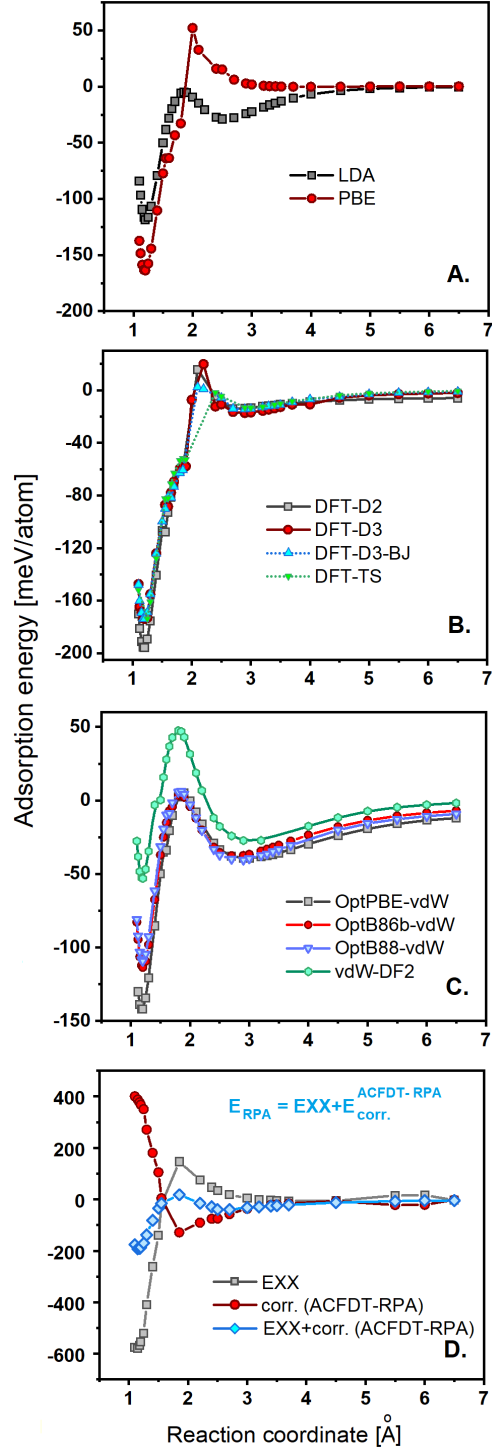 Adsorption energy [meV/atom]
50
0
-50
-100
-150
-200
LDA
PBE
A.
1 2 3 4 5 6 7
0
-40
-80
-120
-160
-200
DFT-D2
DFT-D3
DFT-D3-BJ
DFT-TS
B.
0 1 2 3 4 5 6 7
50
0
-50
-100
-150
OptPBE-vdW
OptB86b-vdW
OptB88-vdW
vdW-DF2
C.
0 1 2 3 4 5 6 7
E_RPA = EXX+E_corr.^ACFDT-RPA
400
200
0
-200
-400
-600
EXX
corr. (ACFDT-RPA)
EXX+corr. (ACFDT-RPA)
D.
0 1 2 3 4 5 6 7
Reaction coordinate [Å]